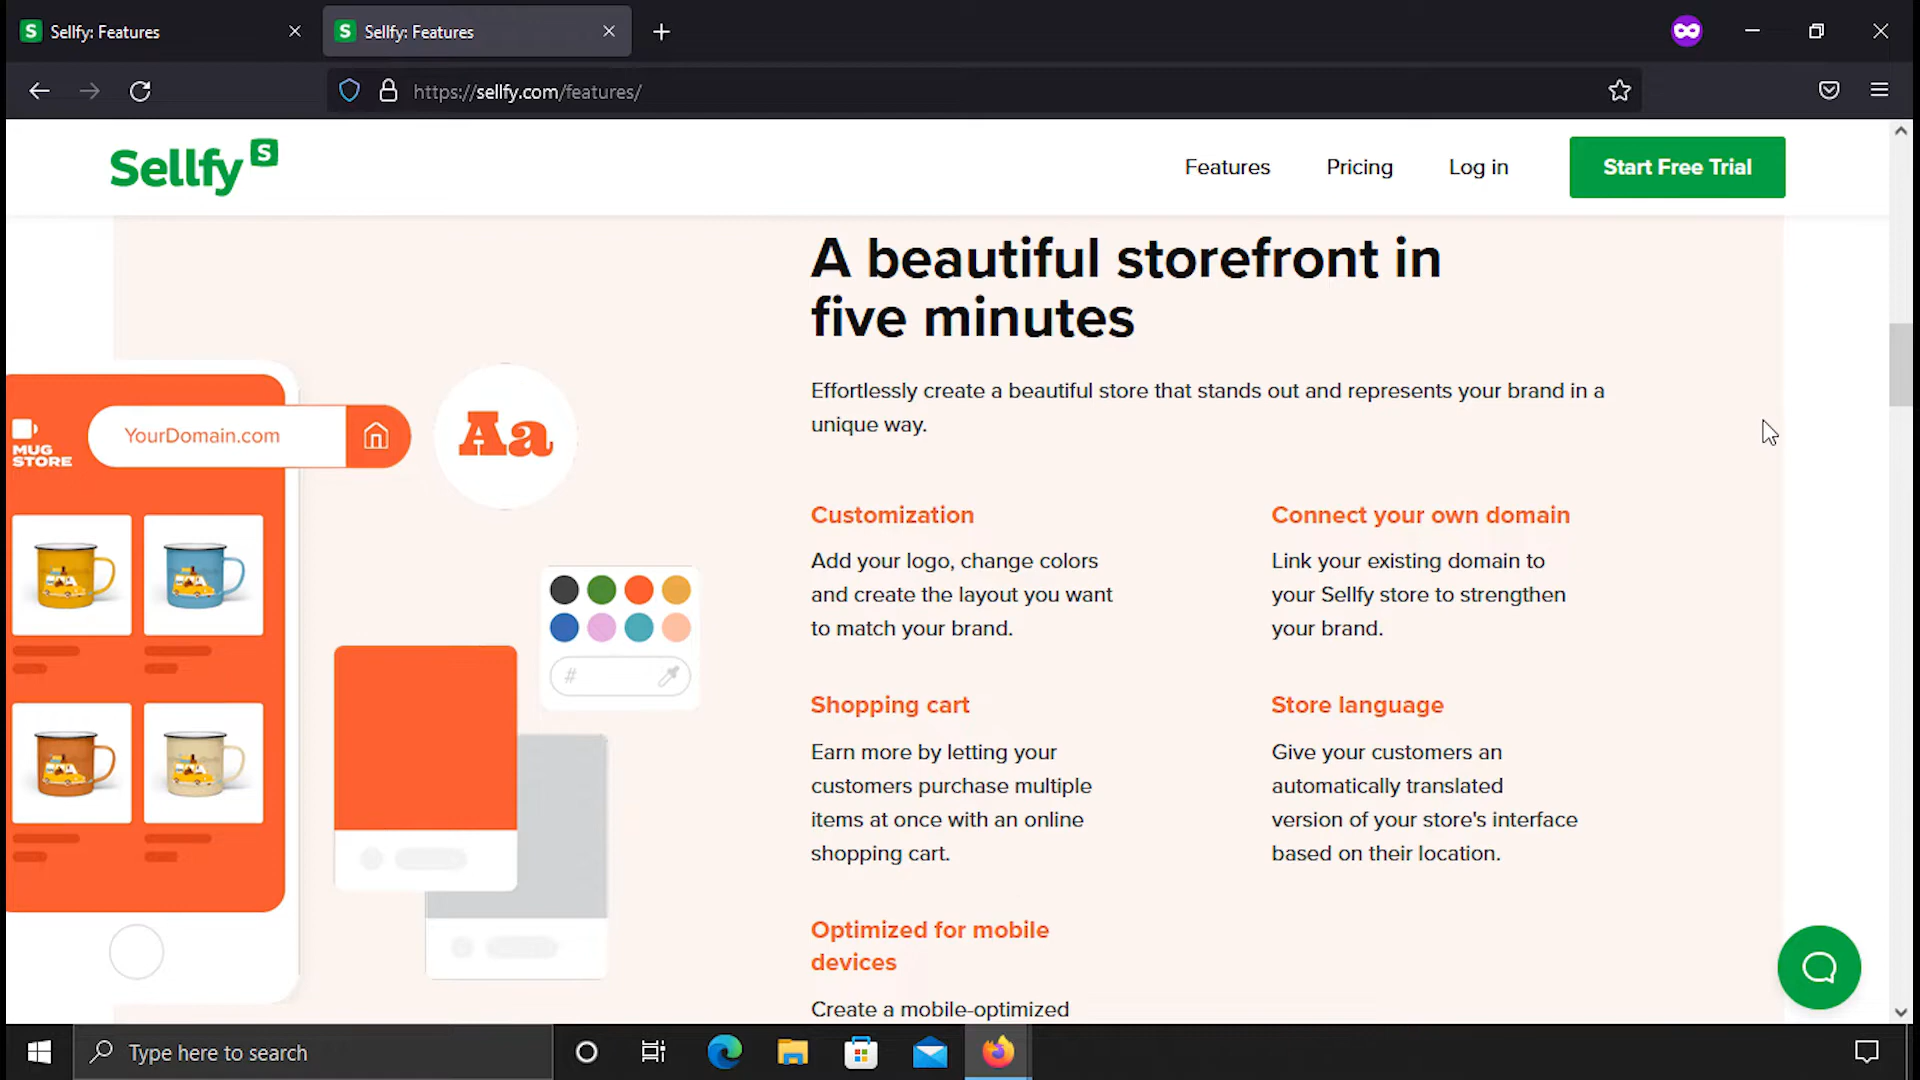 Sellfy: Features
Sellfy: Features
https://sellfy.com/features/
Sellfy S
Features
Pricing
Log in
Start Free Trial
A beautiful storefront in
five minutes
Effortlessly create a beautiful store that stands out and represents your brand in a
unique way.
MUG
STORE
YourDomain.com
Aa
#
Customization
Add your logo, change colors
and create the layout you want
to match your brand.
Connect your own domain
Link your existing domain to
your Sellfy store to strengthen
your brand.
Shopping cart
Earn more by letting your
customers purchase multiple
items at once with an online
shopping cart.
Store language
Give your customers an
automatically translated
version of your store's interface
based on their location.
Optimized for mobile
devices
Create a mobile-optimized
Type here to search